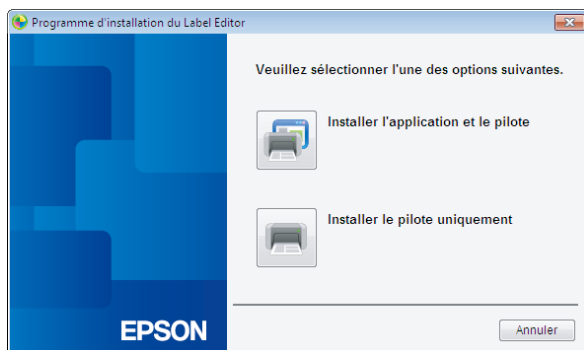 Programme d'installation du Label Editor
Veuillez sélectionner l'une des options suivantes.
Installer l'application et le pilote
Installer le pilote uniquement
EPSON
Annuler